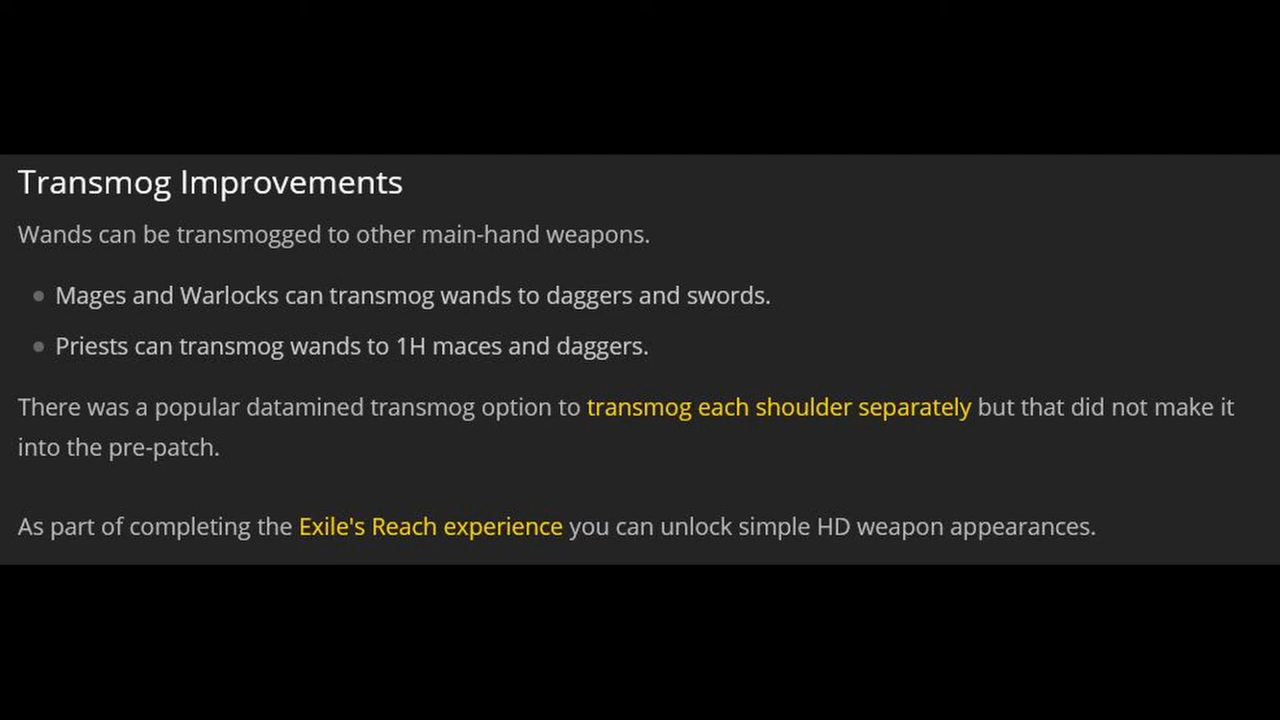 Transmog Improvements
Wands can be transmogged to other main-hand weapons.
Mages and Warlocks can transmog wands to daggers and swords.
Priests can transmog wands to 1H maces and daggers.
There was a popular datamined transmog option to transmog each shoulder separately but that did not make it
into the pre-patch.
As part of completing the Exile's Reach experience you can unlock simple HD weapon appearances.